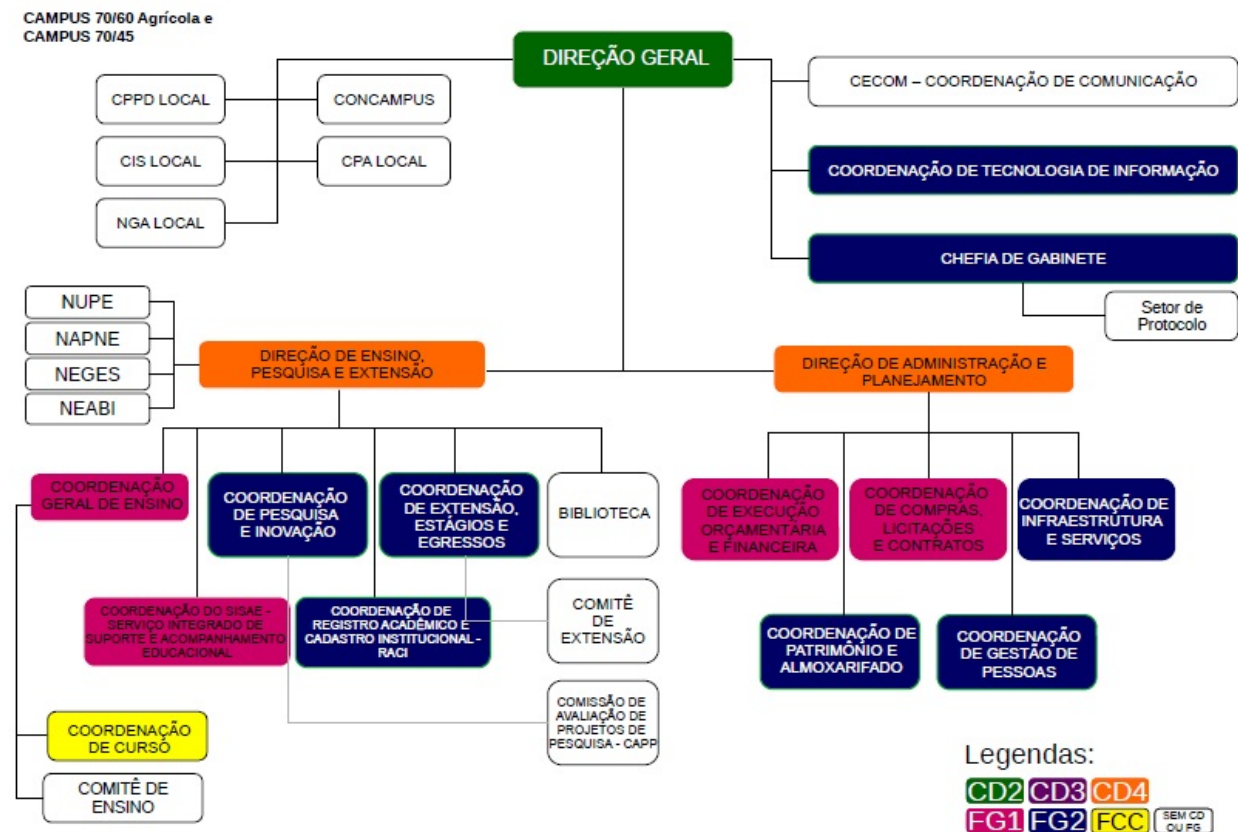 CAMPUS 70/60 Agrícola e
CAMPUS 70/45
DIREÇÃO GERAL
CPPD LOCAL
CONCAMPUS
CIS LOCAL
CPA LOCAL
NGA LOCAL
CECOM – COORDENAÇÃO DE COMUNICAÇÃO
COORDENAÇÃO DE TECNOLOGIA DE INFORMAÇÃO
CHEFIA DE GABINETE
Setor de
Protocolo
NUPE
NAPNE
NEGES
NEABI
DIREÇÃO DE ENSINO,
PESQUISA E EXTENSÃO
DIREÇÃO DE ADMINISTRAÇÃO E
PLANEJAMENTO
COORDENAÇÃO
GERAL DE ENSINO
COORDENAÇÃO
DE PESQUISA
E INOVAÇÃO
COORDENAÇÃO
DE EXTENSÃO,
ESTÁGIOS E
EGRESSOS
BIBLIOTECA
COORDENAÇÃO
DE EXECUÇÃO
ORÇAMENTÁRIA
E FINANCEIRA
COORDENAÇÃO
DE COMPRAS,
LICITAÇÕES
E CONTRATOS
COORDENAÇÃO DE
INFRAESTRUTURA
E SERVIÇOS
COORDENAÇÃO DO SISAE -
SERVIÇO INTEGRADO DE
SUPORTE E ACOMPANHAMENTO
EDUCACIONAL
COORDENAÇÃO DE
REGISTRO ACADÊMICO E
CADASTRO INSTITUCIONAL -
RACI
COMITÊ
DE
EXTENSÃO
COORDENAÇÃO DE
PATRIMÔNIO E
ALMOXARIFADO
COORDENAÇÃO
DE GESTÃO DE
PESSOAS
COMISSÃO DE
AVALIAÇÃO DE
PROJETOS DE
PESQUISA - CAPP
COORDENAÇÃO
DE CURSO
COMITÊ DE
ENSINO
Legendas:
CD2 CD3 CD4
FG1 FG2 FCC SEM CD
OU FG